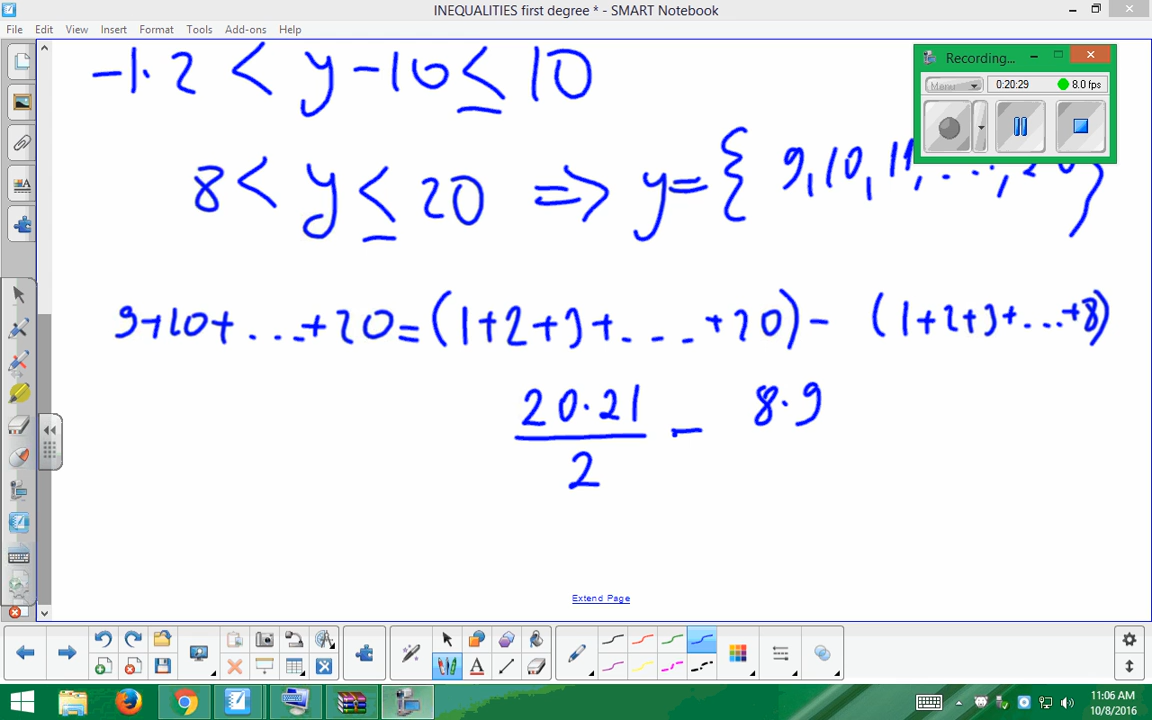 INEQUALITIES first degree * - SMART Notebook
File Edit View Insert Format Tools Add-ons Help
Recording...
Menu 0:20:29 8.0 fps
-1·2 < y-10 ≤ 10
8 < y ≤ 20 => y={ 9,10,11,...,20}
9+10+...+20=(1+2+3+...+20)- (1+2+3+...+8)
20·21 - 8·9
2
Extend Page
11:06 AM
10/8/2016